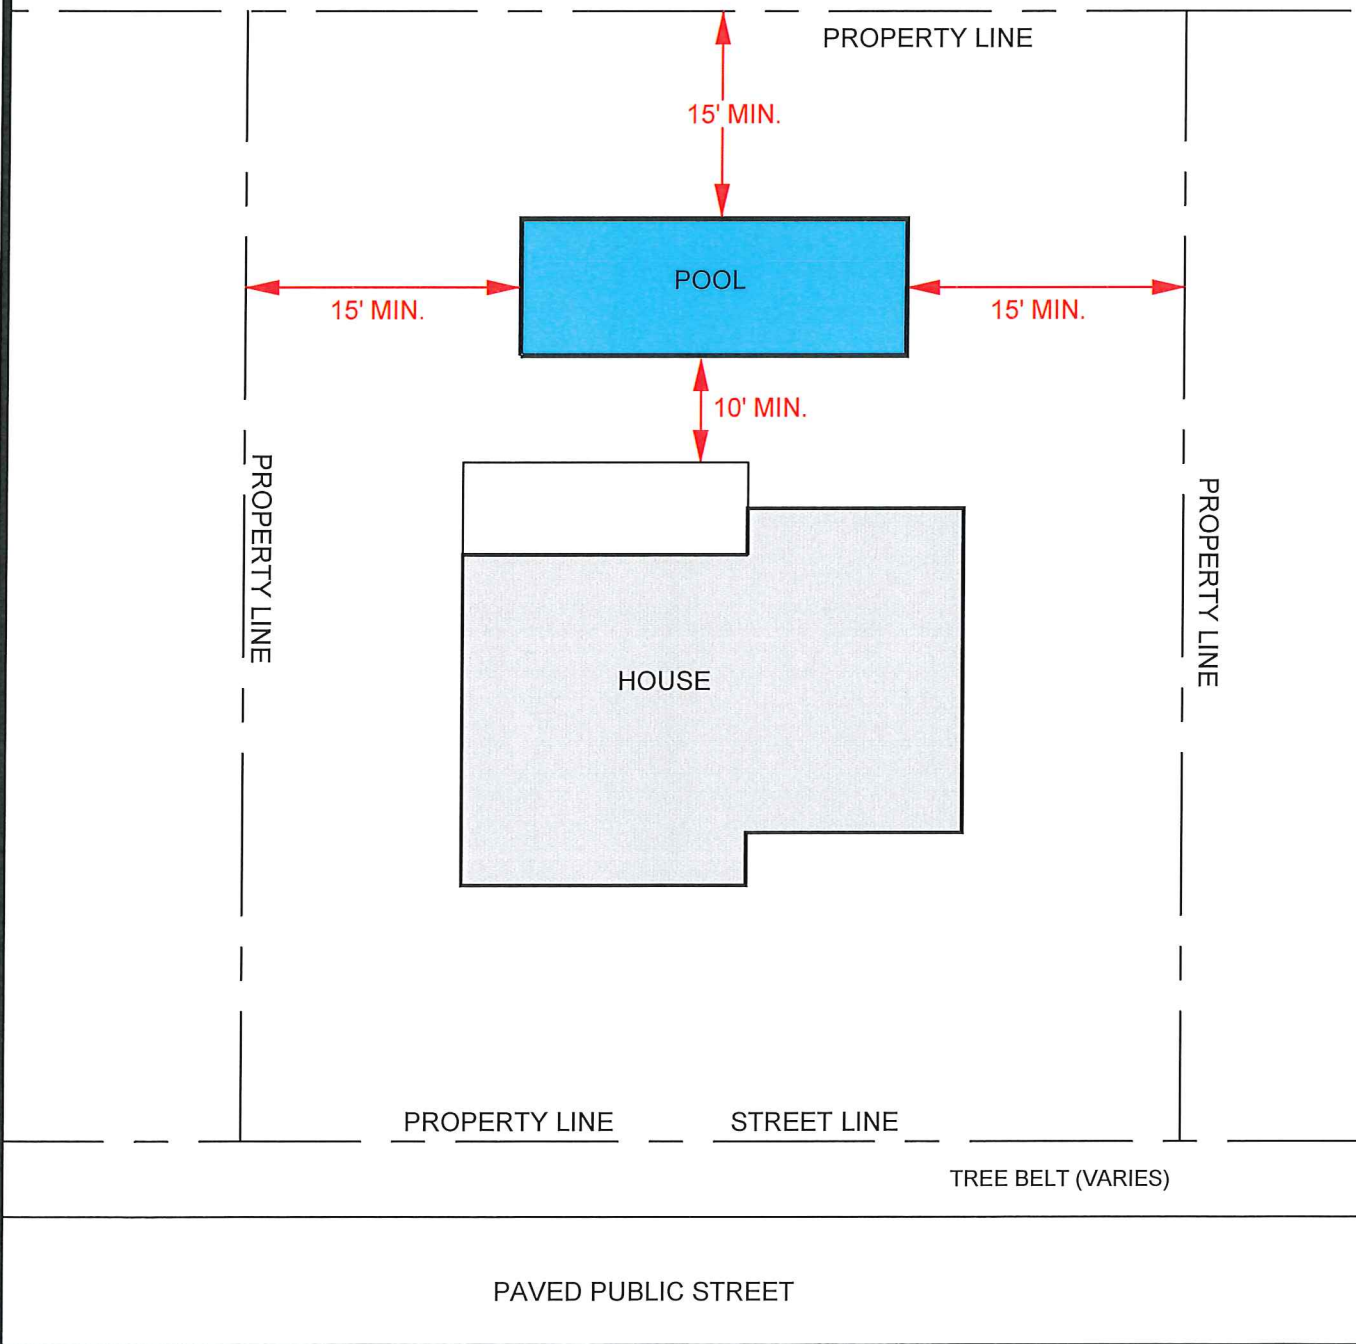 PROPERTY LINE
15' MIN.
POOL
15' MIN.
15' MIN.
10' MIN.
PROPERTY LINE
PROPERTY LINE
HOUSE
PROPERTY LINE
STREET LINE
TREE BELT (VARIES)
PAVED PUBLIC STREET